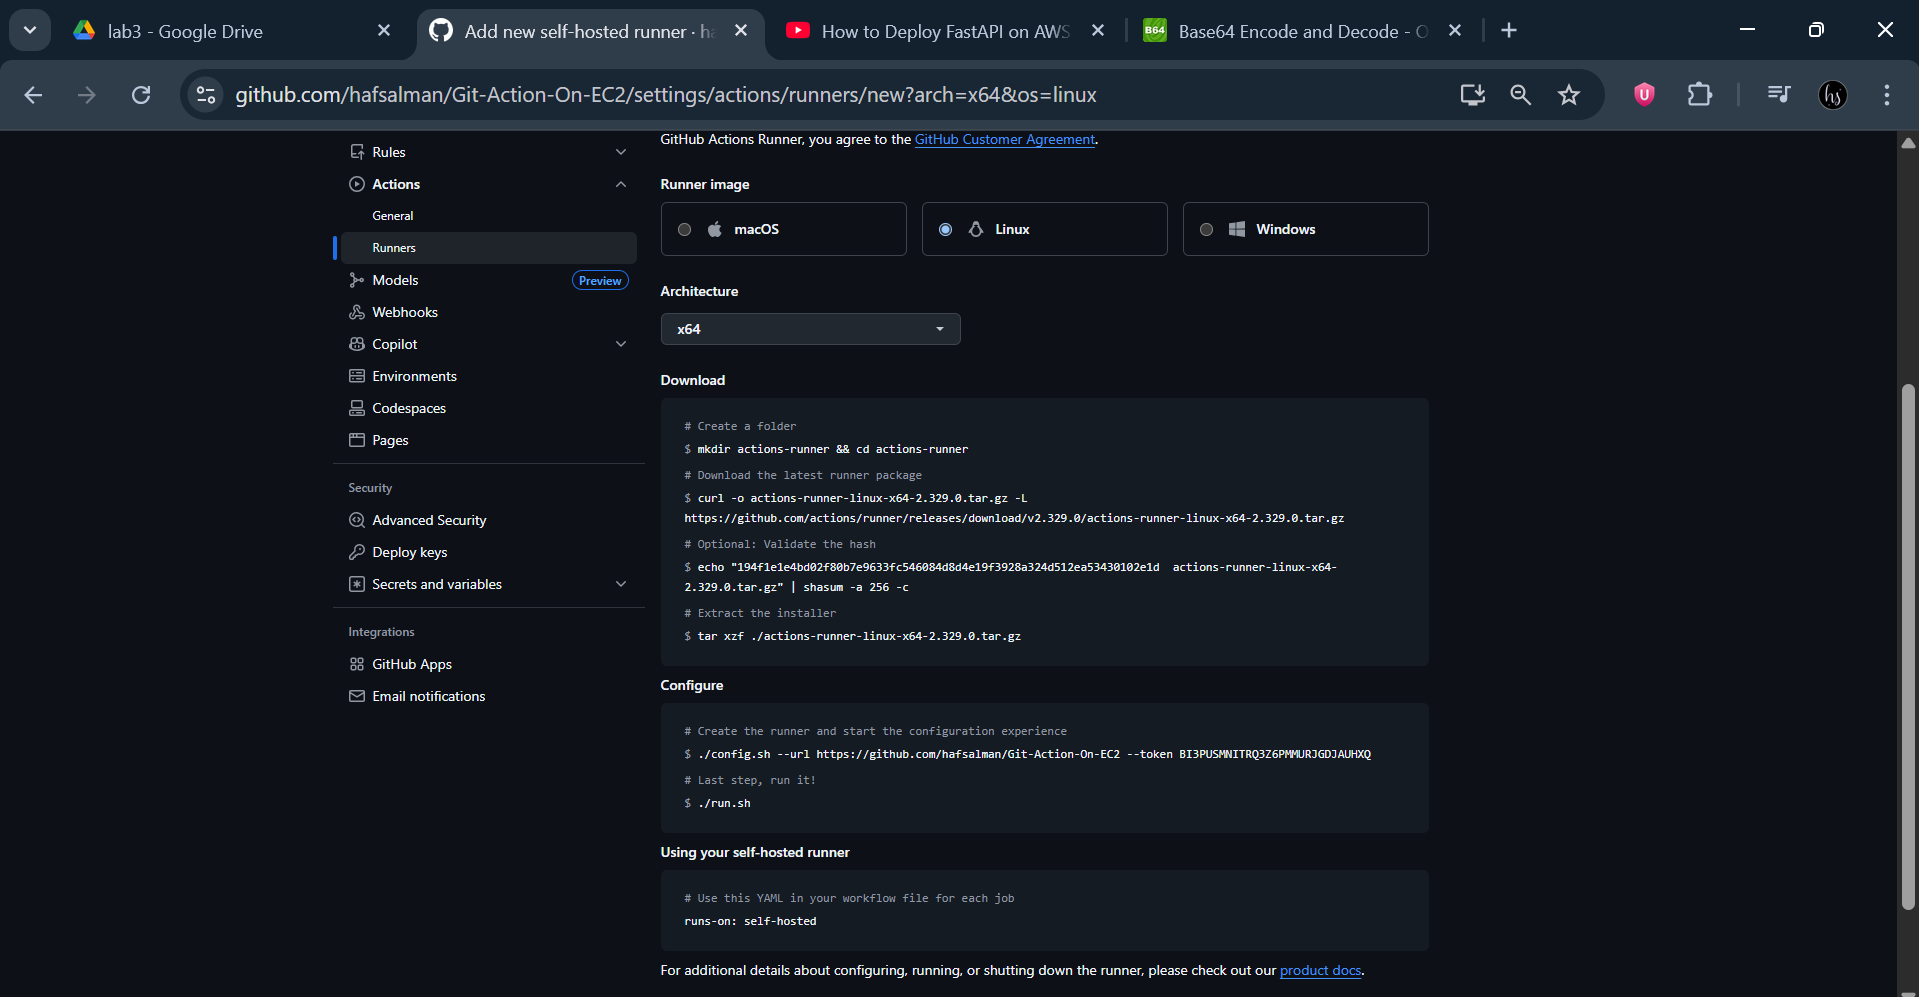 lab3 - Google Drive
Add new self-hosted runner · ha
How to Deploy FastAPI on AWS
B64
Base64 Encode and Decode - O
github.com/hafsalman/Git-Action-On-EC2/settings/actions/runners/new?arch=x64&os=linux
hs
Rules
Actions
General
Runners
Models
Preview
Webhooks
Copilot
Environments
Codespaces
Pages
Security
Advanced Security
Deploy keys
Secrets and variables
Integrations
GitHub Apps
Email notifications
GitHub Actions Runner, you agree to the GitHub Customer Agreement.
Runner image
macOS
Linux
Windows
Architecture
x64
Download
# Create a folder
$ mkdir actions-runner && cd actions-runner
# Download the latest runner package
$ curl -o actions-runner-linux-x64-2.329.0.tar.gz -L
https://github.com/actions/runner/releases/download/v2.329.0/actions-runner-linux-x64-2.329.0.tar.gz
# Optional: Validate the hash
$ echo "194f1e1e4bd02f80b7e9633fc546084d8d4e19f3928a324d512ea53430102e1d  actions-runner-linux-x64-
2.329.0.tar.gz" | shasum -a 256 -c
# Extract the installer
$ tar xzf ./actions-runner-linux-x64-2.329.0.tar.gz
Configure
# Create the runner and start the configuration experience
$ ./config.sh --url https://github.com/hafsalman/Git-Action-On-EC2 --token BI3PUSMNITRQ3Z6PMMURJGDJAUHXQ
# Last step, run it!
$ ./run.sh
Using your self-hosted runner
# Use this YAML in your workflow file for each job
runs-on: self-hosted
For additional details about configuring, running, or shutting down the runner, please check out our product docs.